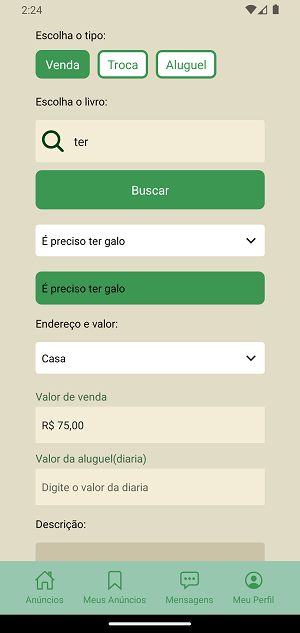 2:24
Escolha o tipo:
Venda Troca Aluguel
Escolha o livro:
ter
Buscar
É preciso ter galo
É preciso ter galo
Endereço e valor:
Casa
Valor de venda
R$ 75,00
Valor da aluguel(diaria)
Digite o valor da diaria
Descrição:
Anúncios Meus Anúncios Mensagens Meu Perfil